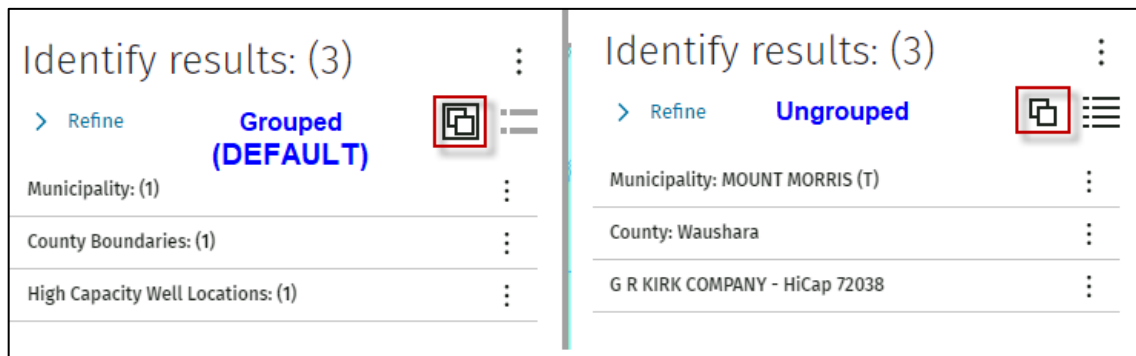 Identify results: (3)
Refine
Grouped
(DEFAULT)
Municipality: (1)
County Boundaries: (1)
High Capacity Well Locations: (1)
Identify results: (3)
Refine
Ungrouped
Municipality: MOUNT MORRIS (T)
County: Waushara
G R KIRK COMPANY - HiCap 72038